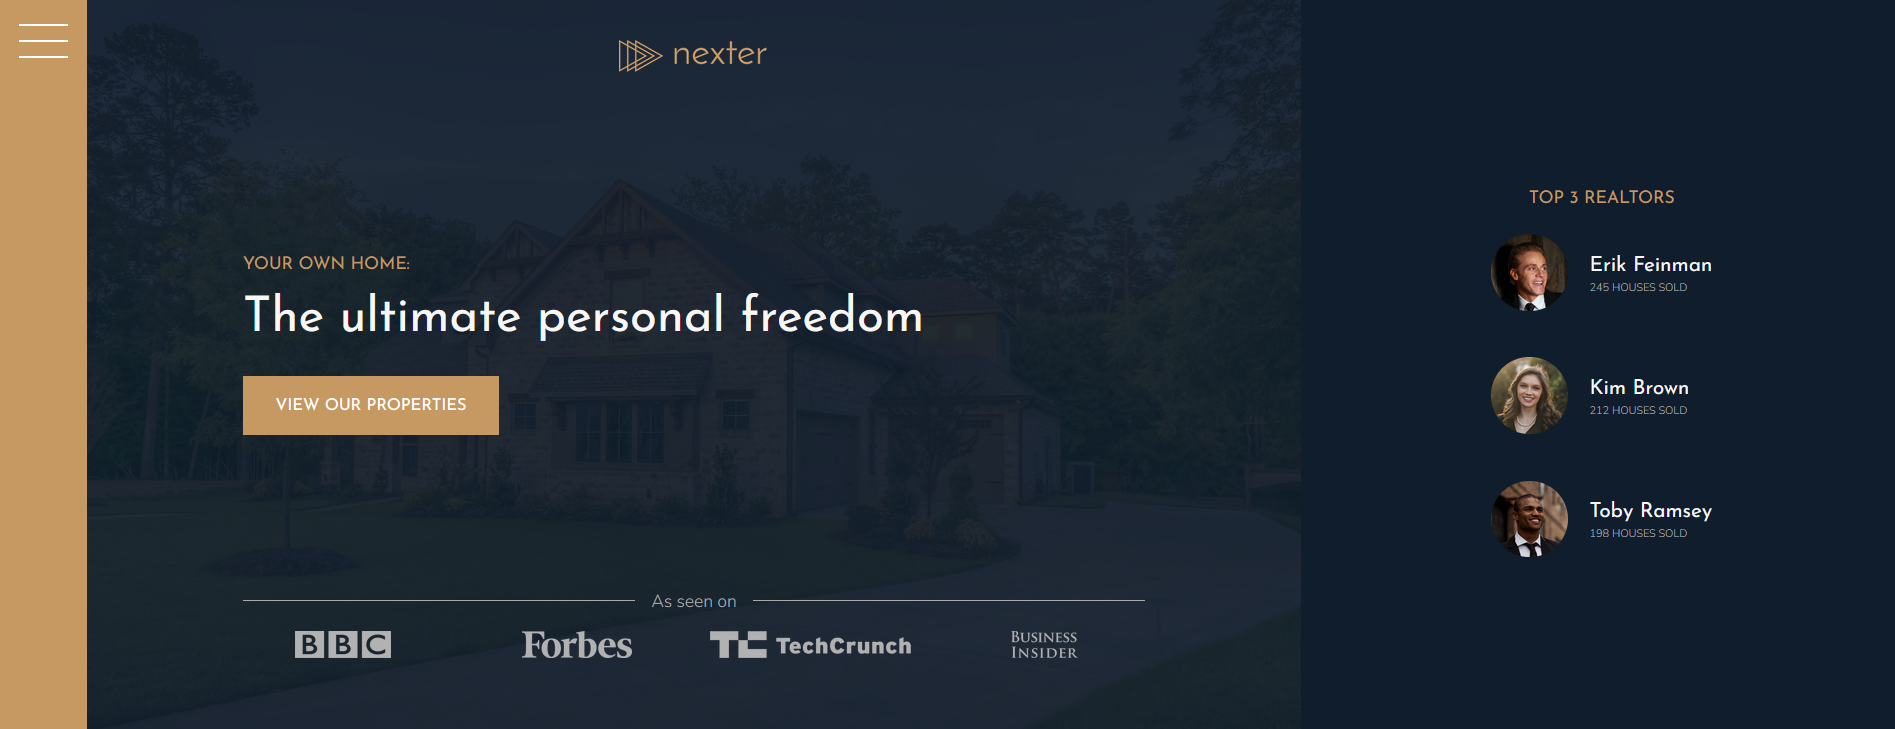 nexter
YOUR OWN HOME:
The ultimate personal freedom
VIEW OUR PROPERTIES
As seen on
BBC
Forbes
TC TechCrunch
BUSINESS
INSIDER
TOP 3 REALTORS
Erik Feinman
245 HOUSES SOLD
Kim Brown
212 HOUSES SOLD
Toby Ramsey
198 HOUSES SOLD